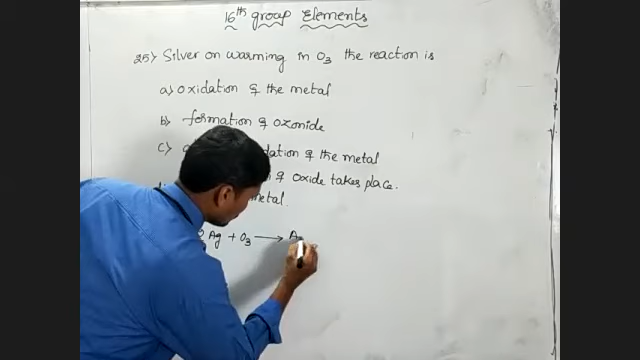 16th group Elements
25) Silver on warming in O3 the reaction is
a) oxidation of the metal
b) formation of ozonide
c) dation of the metal
of oxide takes place.
metal.
2 Ag + O3 → A